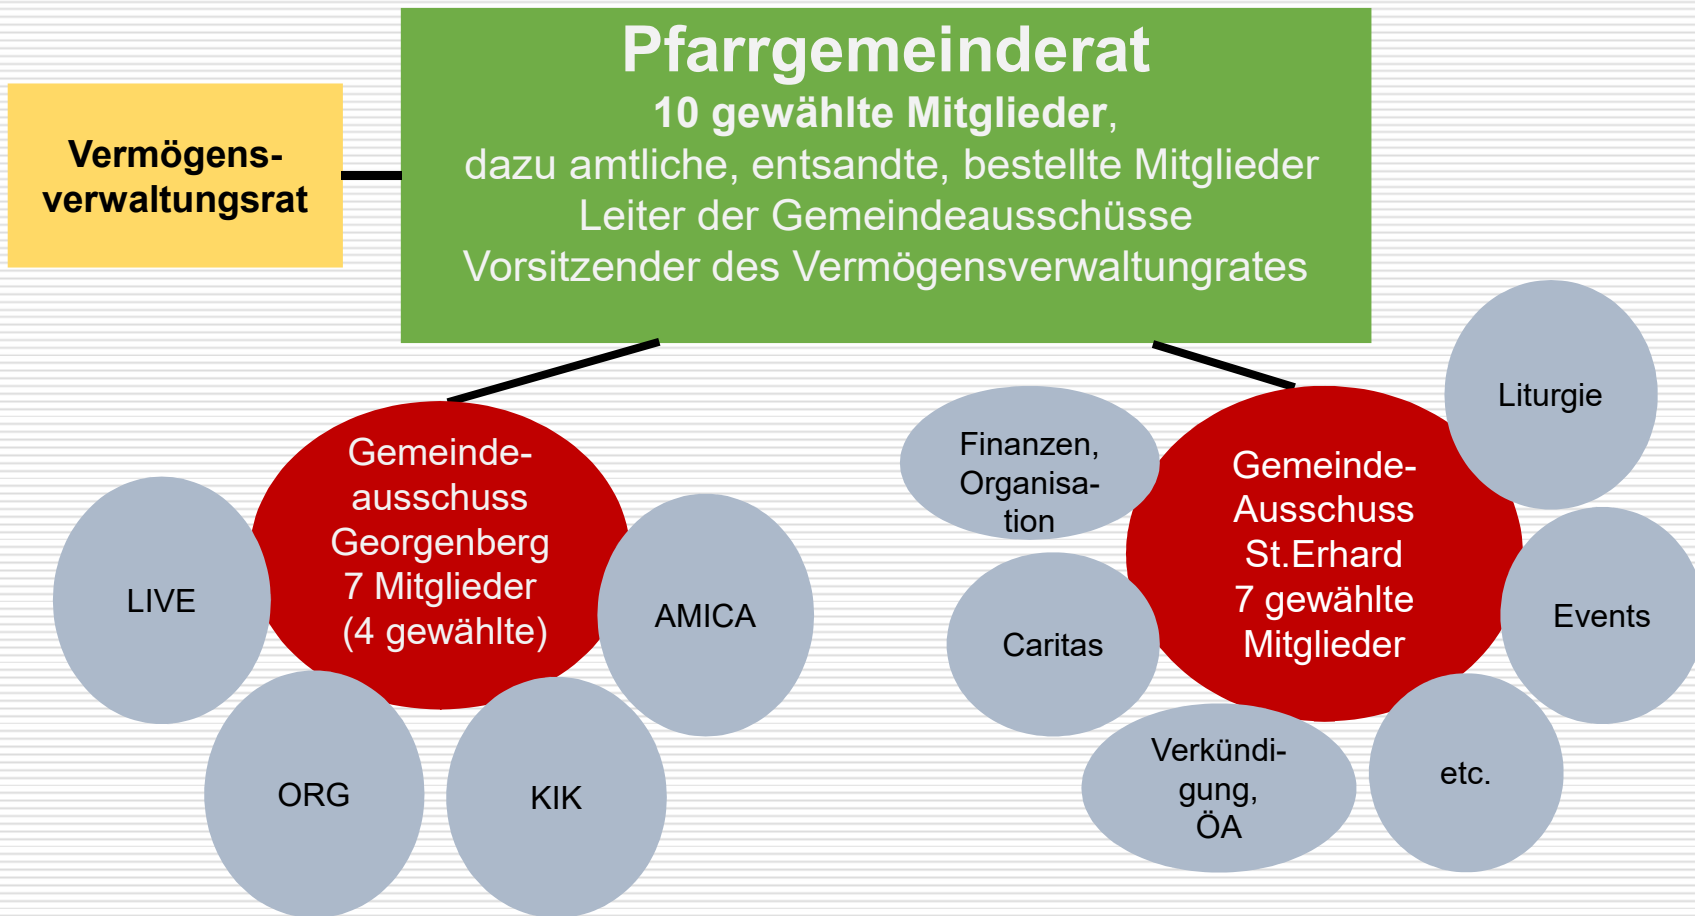 Pfarrgemeinderat
10 gewählte Mitglieder,
dazu amtliche, entsandte, bestellte Mitglieder
Leiter der Gemeindeausschüsse
Vorsitzender des Vermögensverwaltungrates
Vermögens-
verwaltungsrat
Gemeinde-
ausschuss
Georgenberg
7 Mitglieder
(4 gewählte)
LIVE
ORG
KIK
AMICA
Gemeinde-
Ausschuss
St.Erhard
7 gewählte
Mitglieder
Finanzen,
Organisa-
tion
Caritas
Verkündi-
gung,
ÖA
etc.
Events
Liturgie